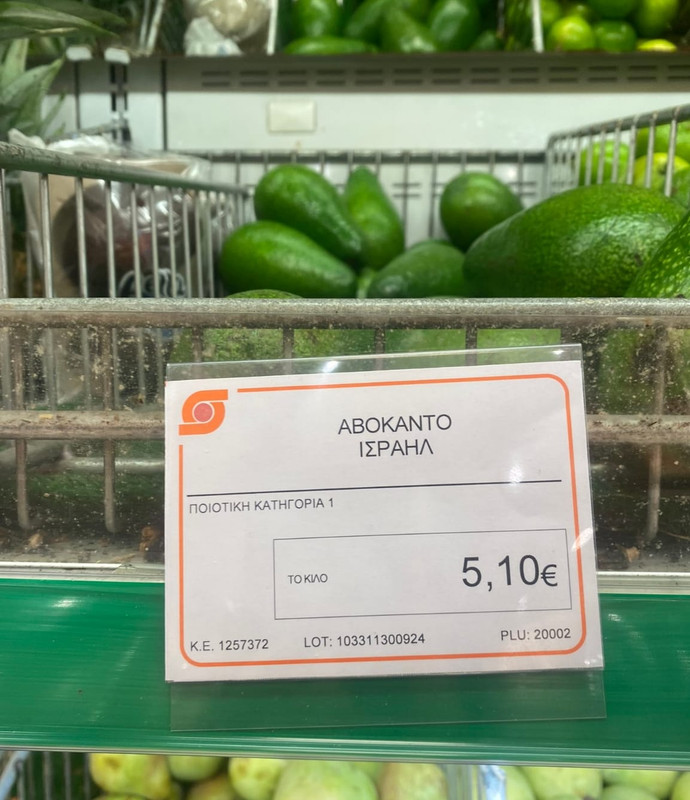 ΑΒΟΚΑΝΤΟ
ΙΣΡΑΗΛ
ΠΟΙΟΤΙΚΗ ΚΑΤΗΓΟΡΙΑ 1
ΤΟ ΚΙΛΟ 5,10€
Κ.Ε. 1257372 LOT: 103311300924 PLU: 20002